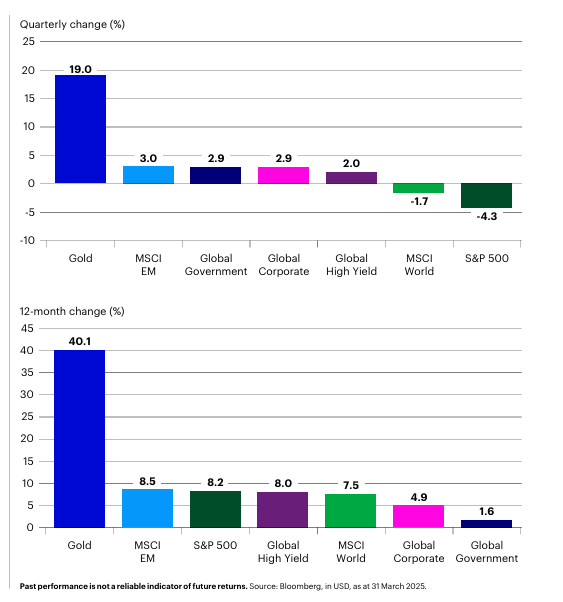 Quarterly change (%)
25
20
15
10
5
0
-5
-10
19.0
3.0
2.9
2.9
2.0
-1.7
-4.3
Gold
MSCI
EM
Global
Government
Global
Corporate
Global
High Yield
MSCI
World
S&P 500
12-month change (%)
45
40
35
30
25
20
15
10
5
0
40.1
8.5
8.2
8.0
7.5
4.9
1.6
Gold
MSCI
EM
S&P 500
Global
High Yield
MSCI
World
Global
Corporate
Global
Government
Past performance is not a reliable indicator of future returns. Source: Bloomberg, in USD, as at 31 March 2025.